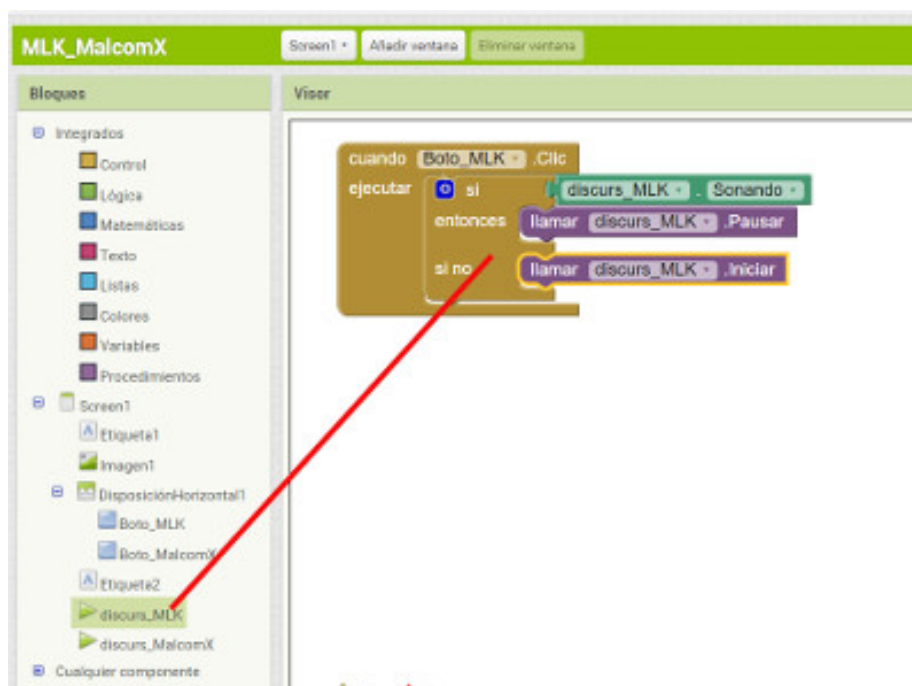 MLK_MalcomX Screen1 Añadir ventana Eliminar ventana
Bloques
Visor
Integrados
Control
Lógica
Matemáticas
Texto
Listas
Colores
Variables
Procedimientos
Screen1
Etiqueta1
Imagen1
DisposiciónHorizontal1
Boto_MLK
Boto_MalcomX
Etiqueta2
discurs_MLK
discurs_MalcomX
Cualquier componente
cuando Boto_MLK .Clic
ejecutar si discurs_MLK . Sonando
entonces llamar discurs_MLK .Pausar
si no llamar discurs_MLK .Iniciar